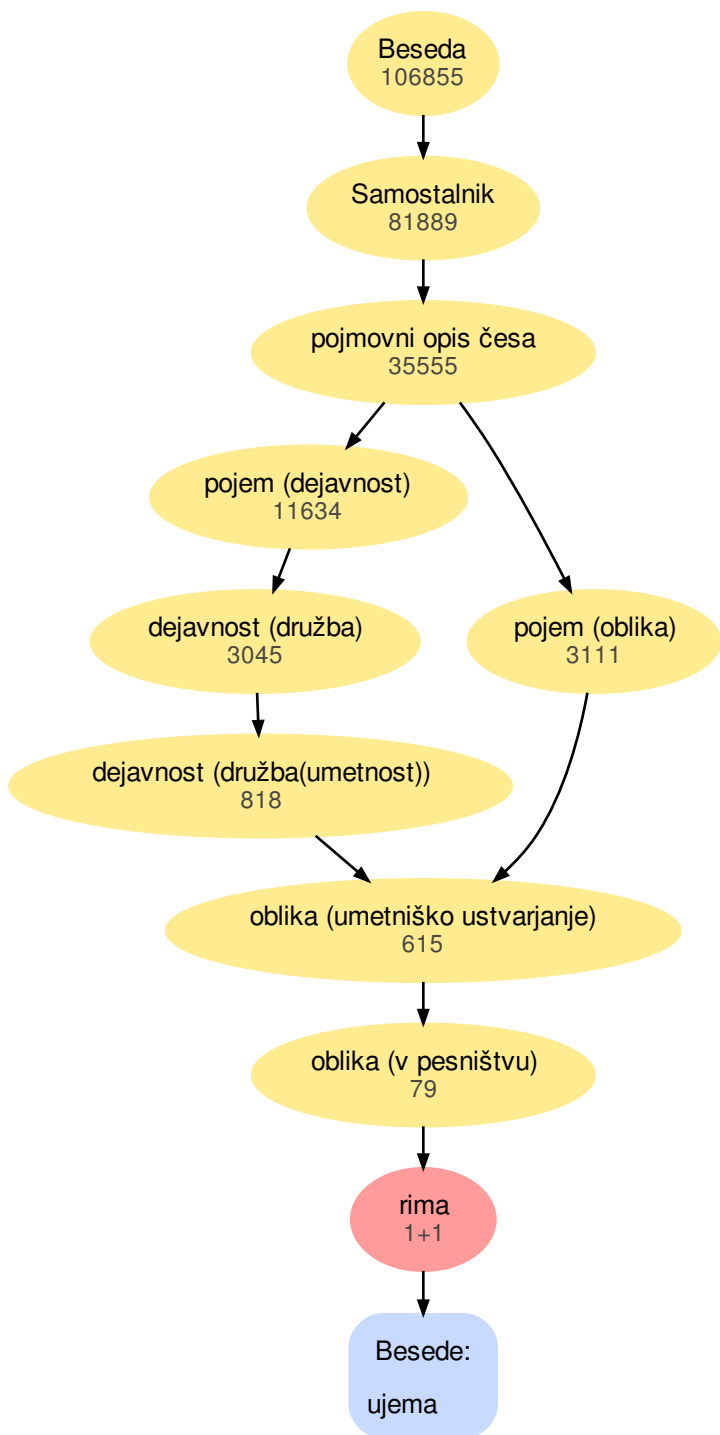 Beseda
106855
Samostalnik
81889
pojmovni opis česa
35555
pojem (dejavnost)
11634
dejavnost (družba)
3045
pojem (oblika)
3111
dejavnost (družba(umetnost))
818
oblika (umetniško ustvarjanje)
615
oblika (v pesništvu)
79
rima
1+1
Besede:
ujema